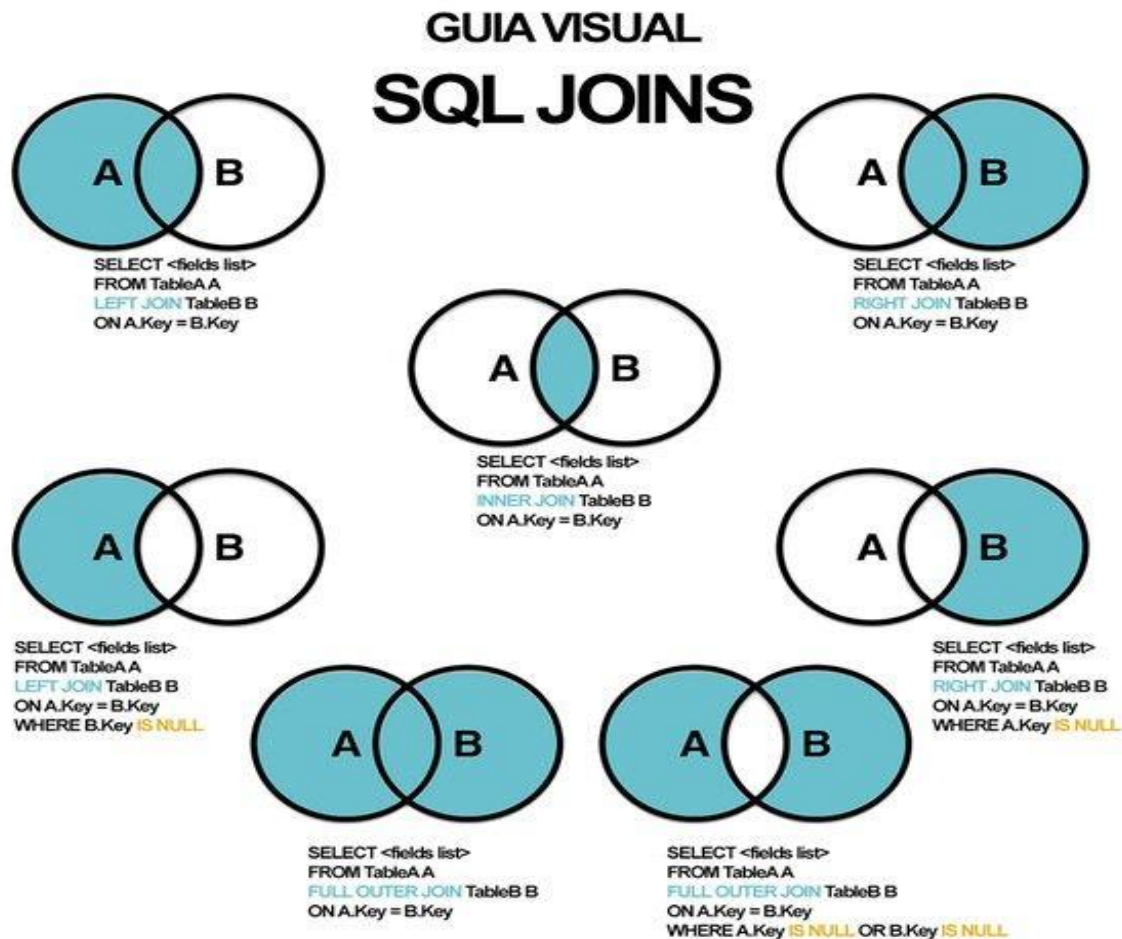 GUIA VISUAL
SQL JOINS
A B
SELECT <fields list>
FROM TableA A
LEFT JOIN TableB B
ON A.Key = B.Key
A B
SELECT <fields list>
FROM TableA A
RIGHT JOIN TableB B
ON A.Key = B.Key
A B
SELECT <fields list>
FROM TableA A
INNER JOIN TableB B
ON A.Key = B.Key
A B
SELECT <fields list>
FROM TableA A
LEFT JOIN TableB B
ON A.Key = B.Key
WHERE B.Key IS NULL
A B
SELECT <fields list>
FROM TableA A
RIGHT JOIN TableB B
ON A.Key = B.Key
WHERE A.Key IS NULL
A B
SELECT <fields list>
FROM TableA A
FULL OUTER JOIN TableB B
ON A.Key = B.Key
A B
SELECT <fields list>
FROM TableA A
FULL OUTER JOIN TableB B
ON A.Key = B.Key
WHERE A.Key IS NULL OR B.Key IS NULL